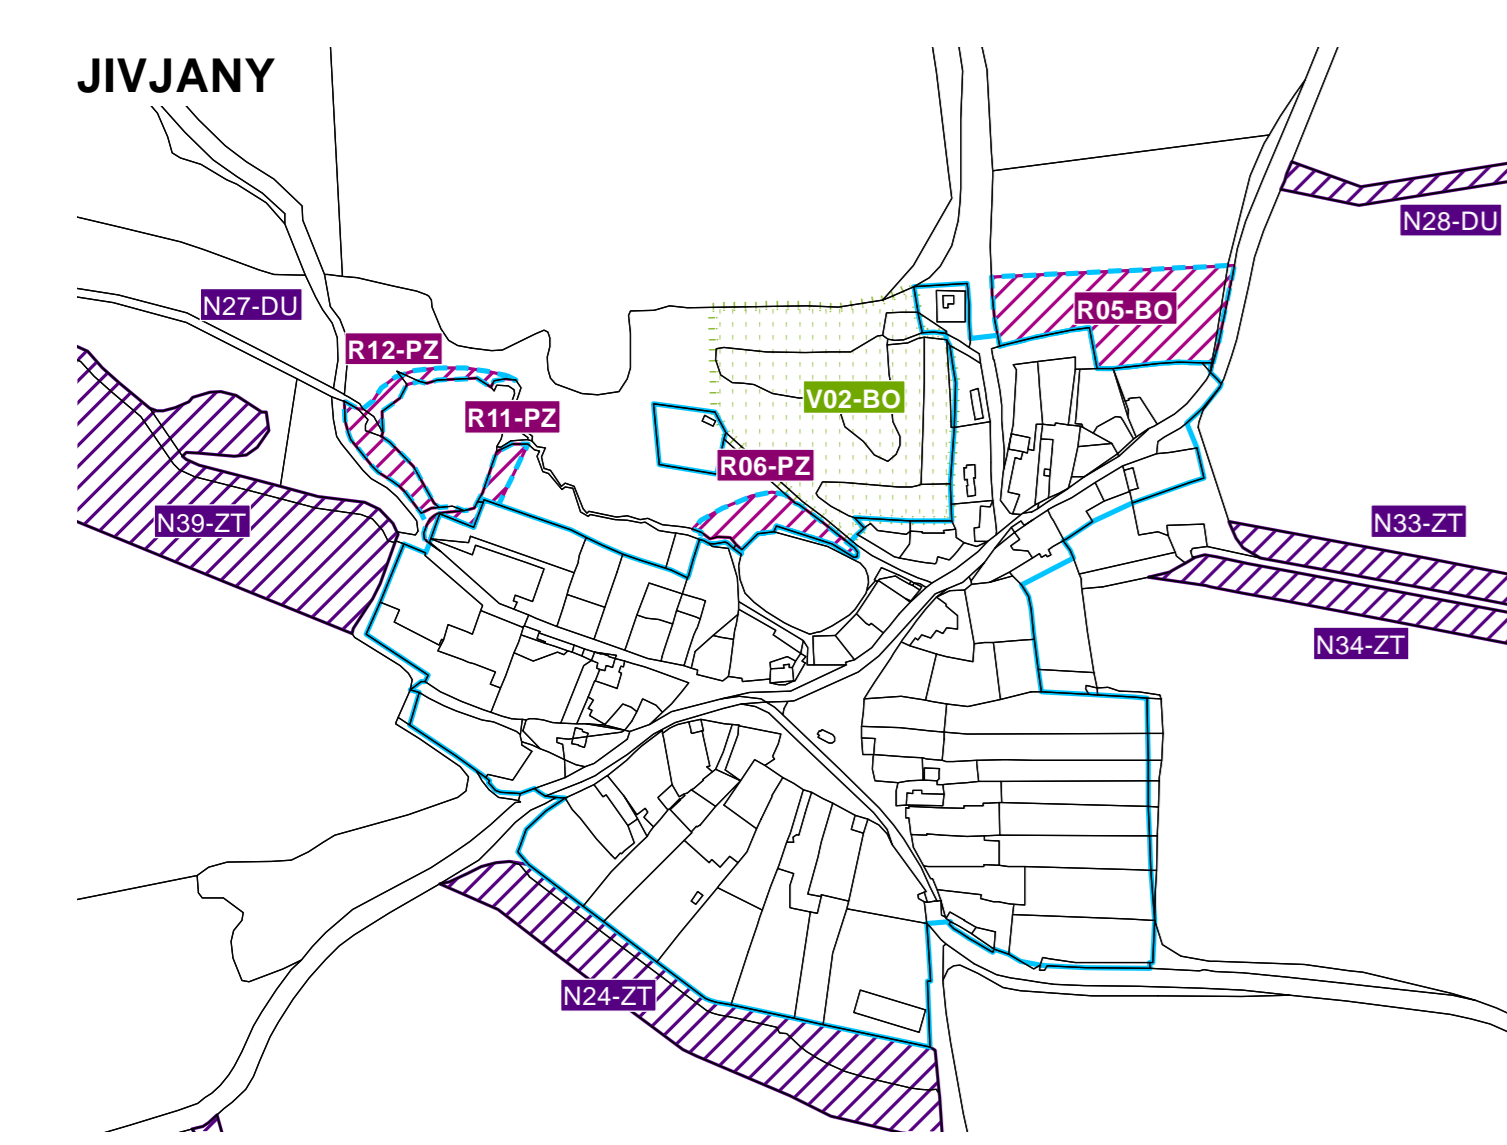 JIVJANY
N28-DU
N27-DU
R05-BO
R12-PZ
V02-BO
R11-PZ
R06-PZ
N39-ZT
N33-ZT
N34-ZT
N24-ZT